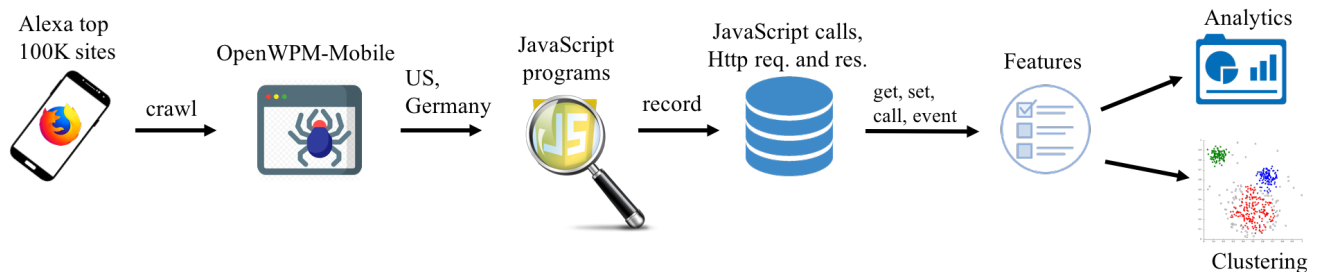 Alexa top
100K sites
crawl
OpenWPM-Mobile
US,
Germany
JavaScript
programs
JS
record
JavaScript calls,
Http req. and res.
get, set,
call, event
Features
Analytics
Clustering